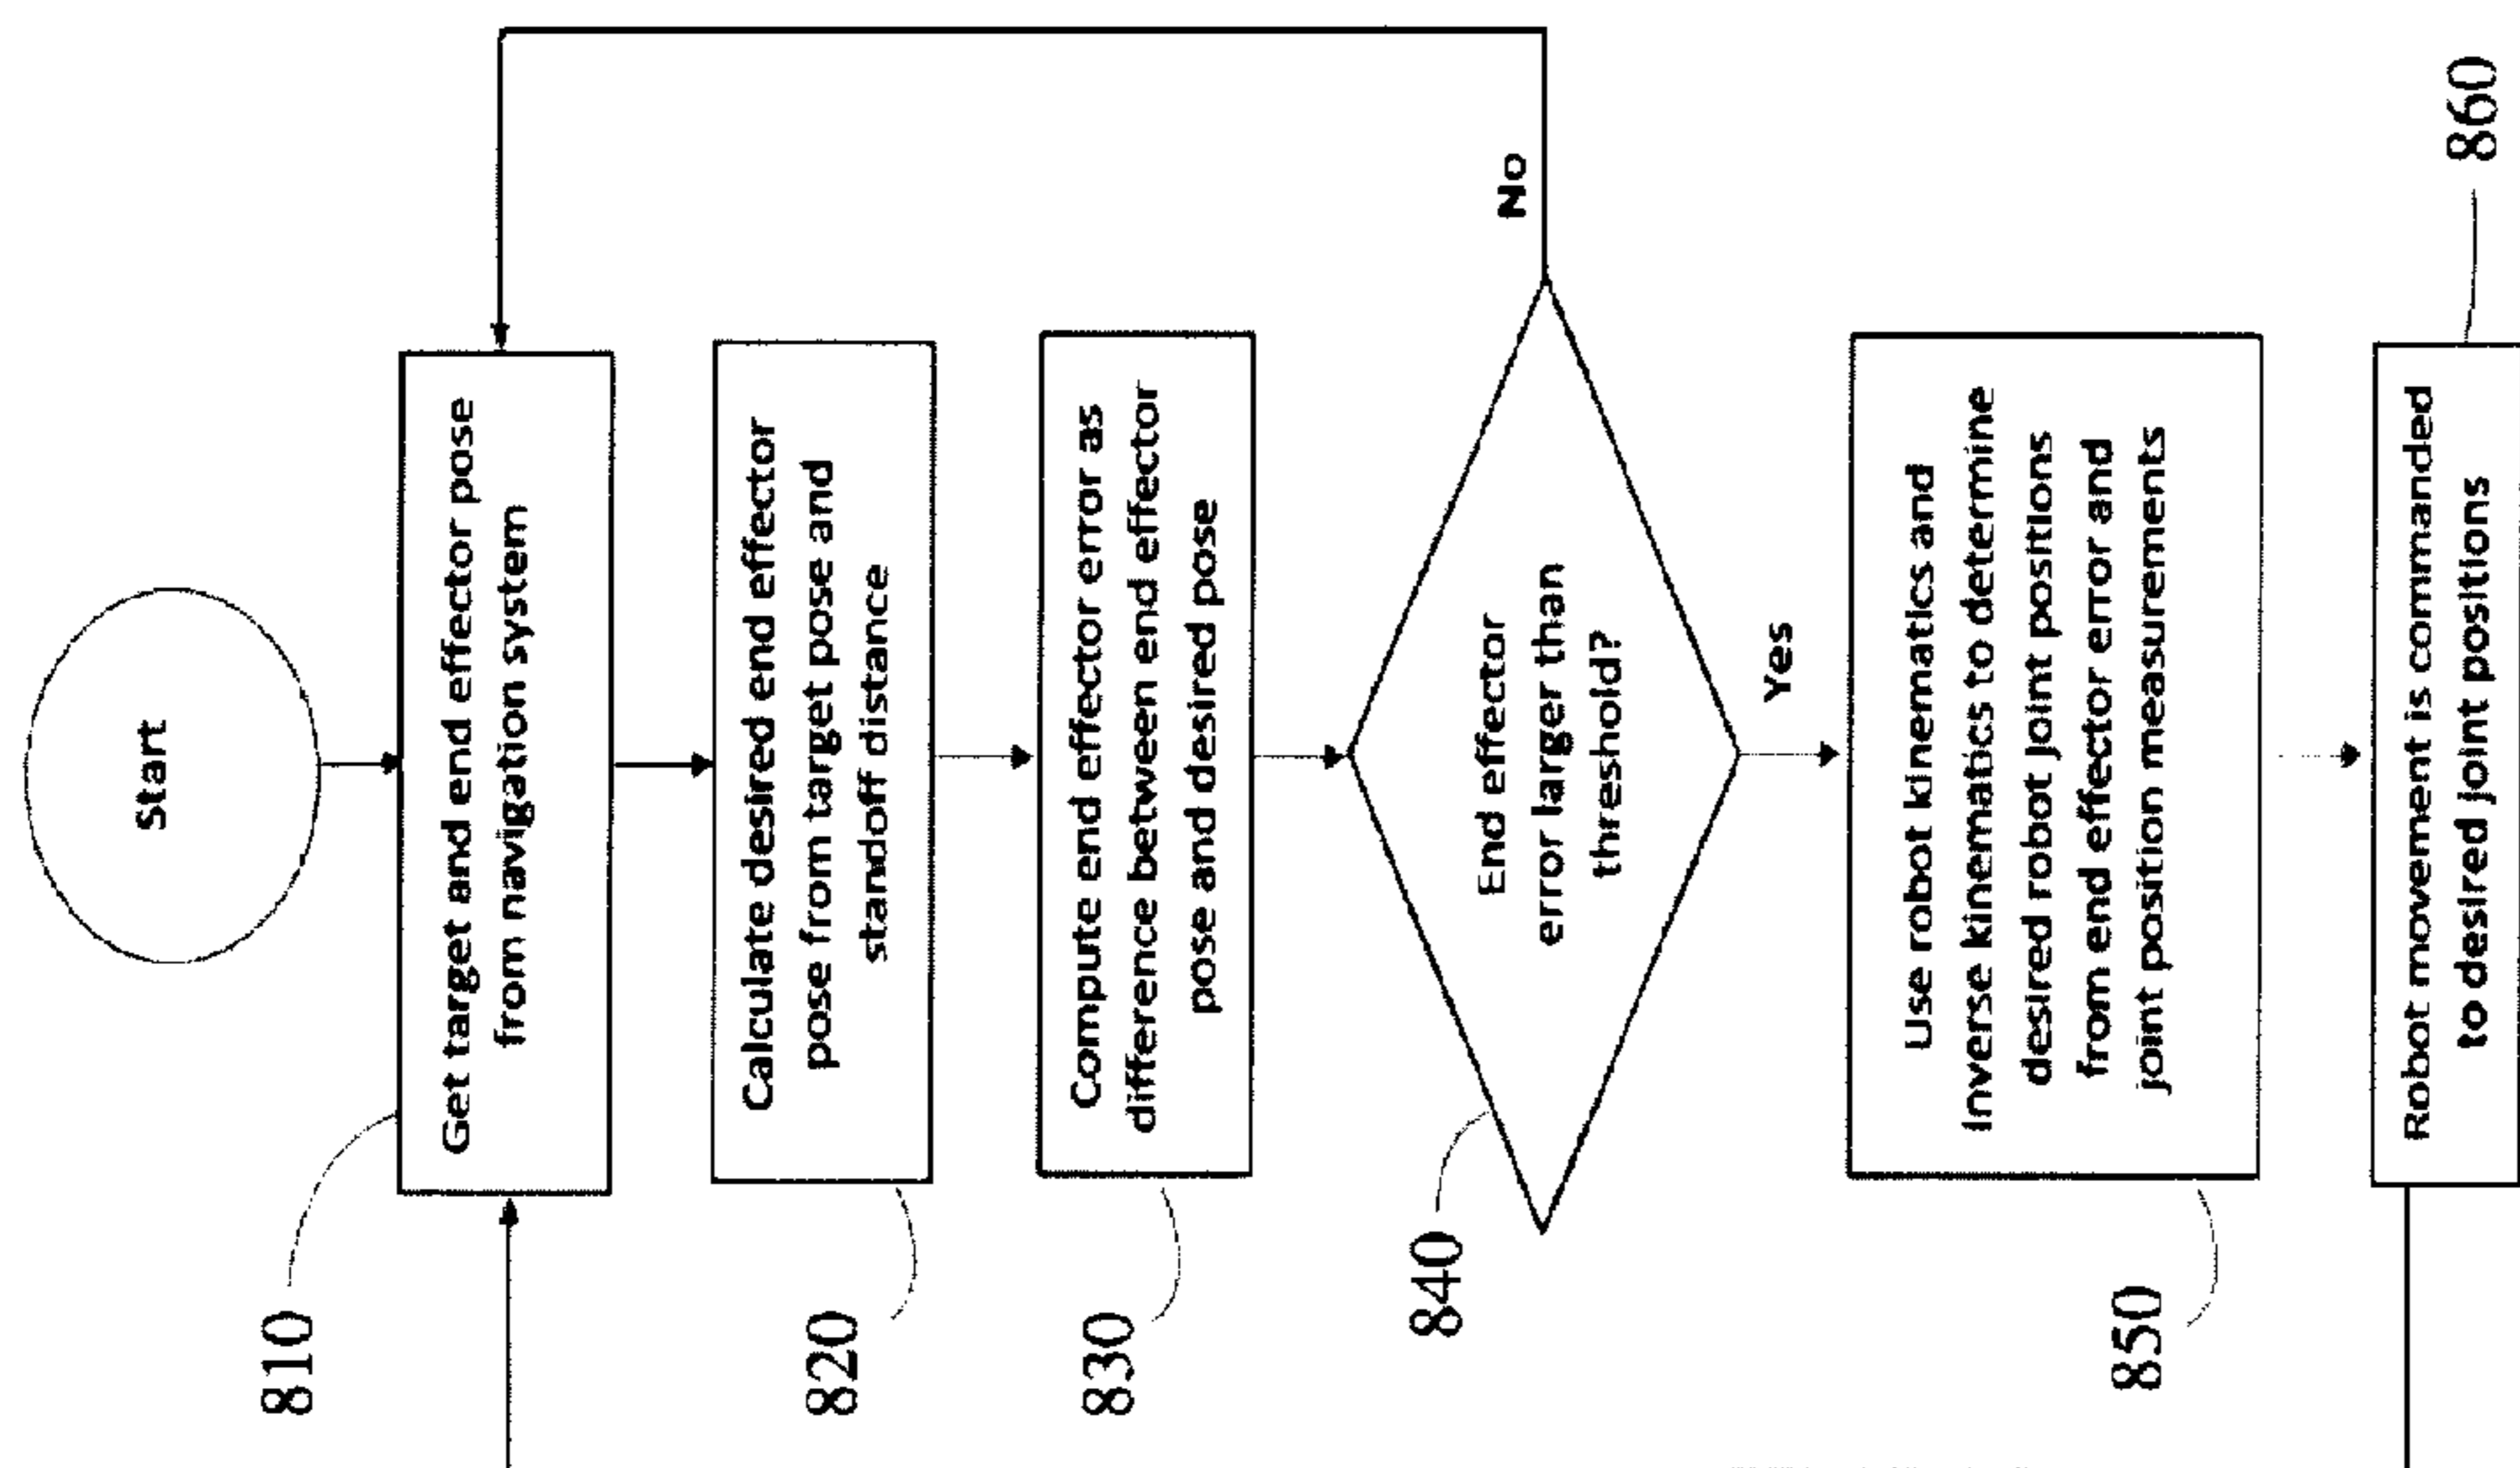 Start
810
Get target and end effector pose
from navigation system
820
Calculate desired end effector
pose from target pose and
standoff distance
830
Compute end effector error as
difference between end effector
pose and desired pose
840
End effector
error larger than
threshold?
No
Yes
850
Use robot kinematics and
Inverse kinematics to determine
desired robot joint positions
from end effector error and
joint position measurements
860
Robot movement is commanded
to desired joint positions